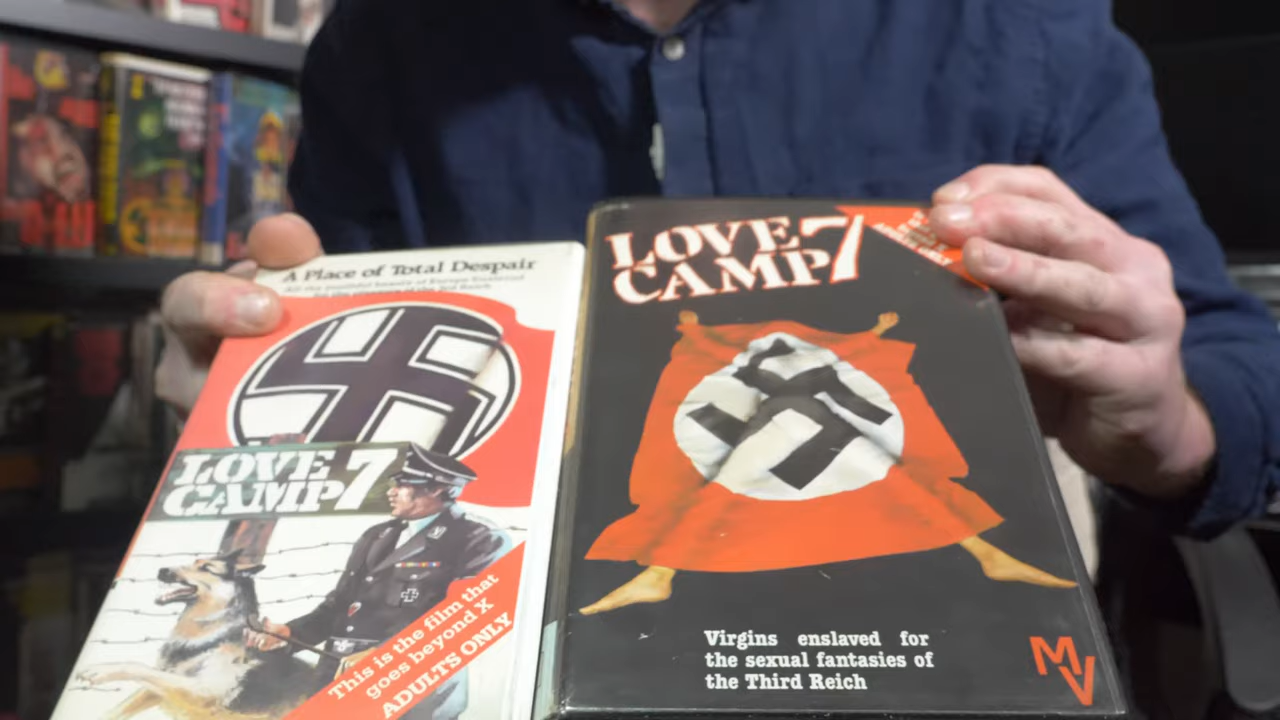 A Place of Total Despair
LOVE
CAMP 7
This is the film that
goes beyond X
ADULTS ONLY
LOVE
CAMP 7
Virgins enslaved for
the sexual fantasies of
the Third Reich
MV